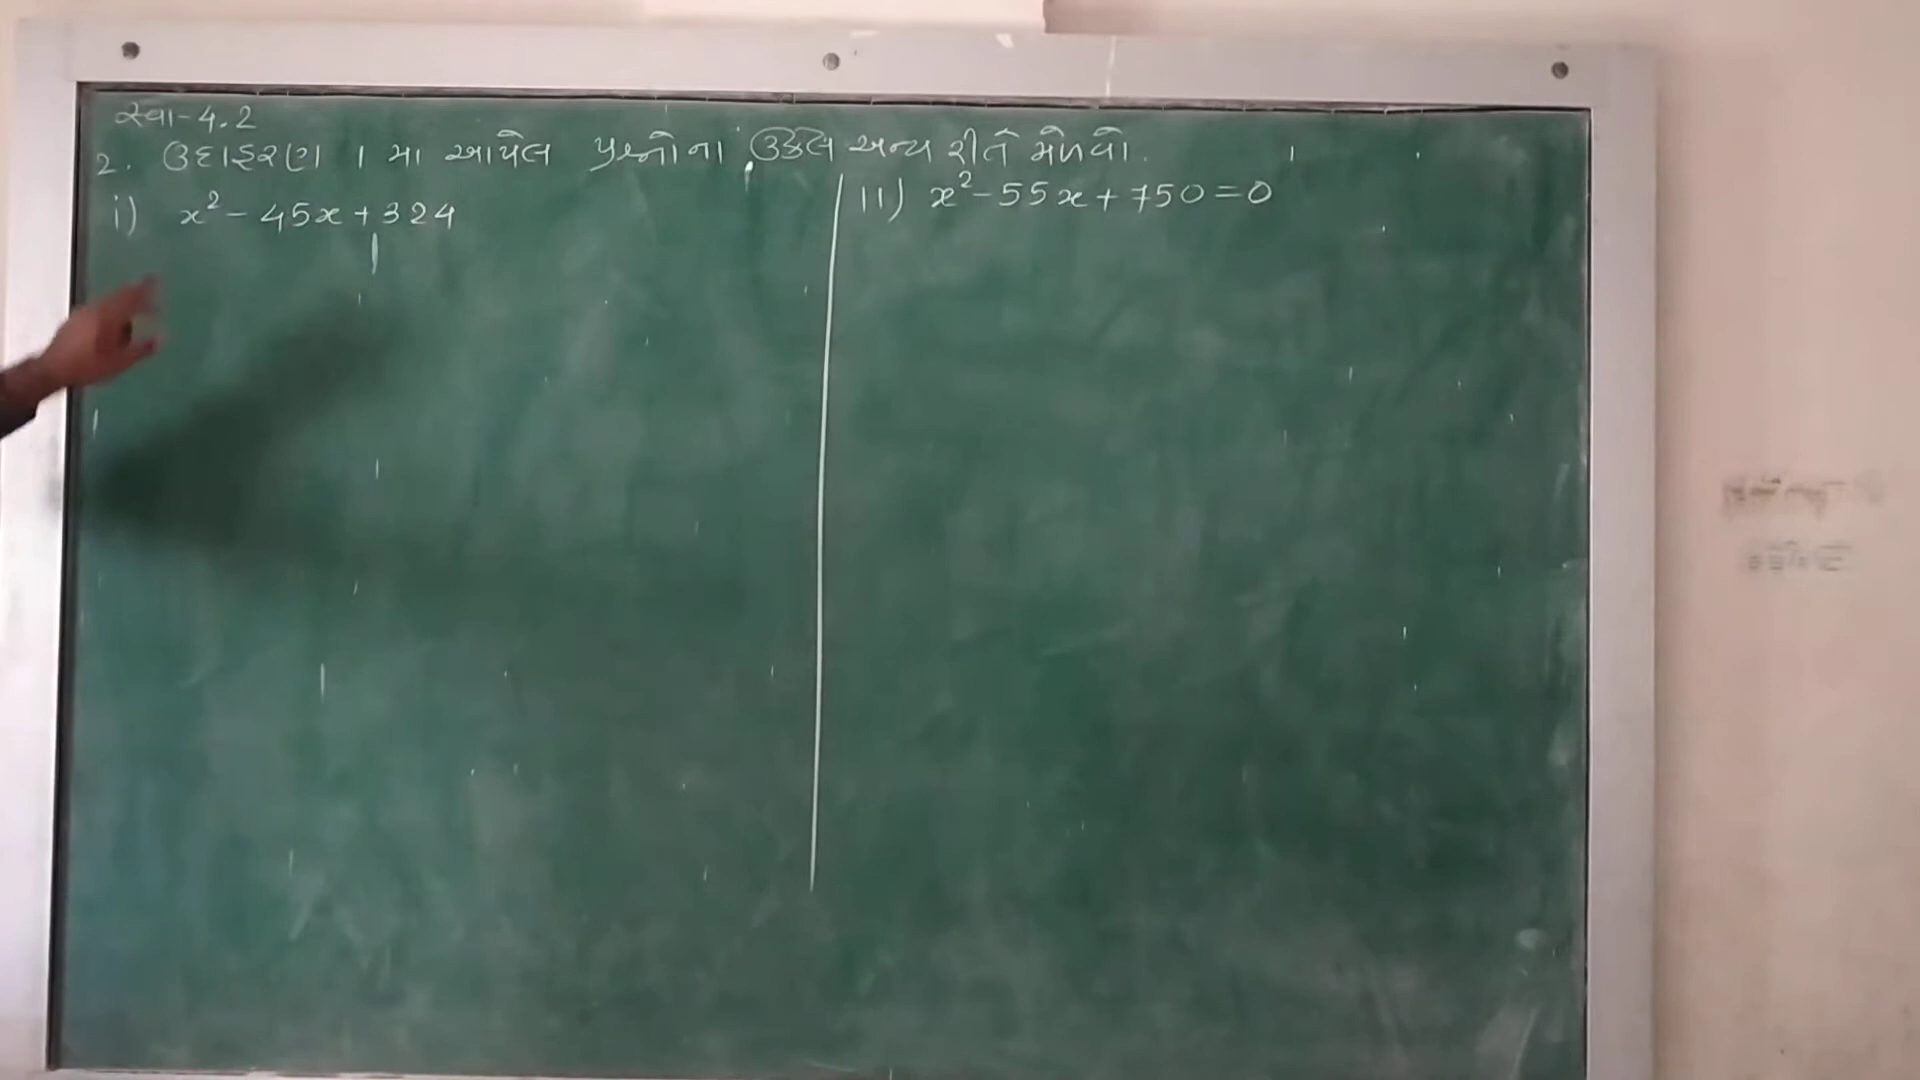 સ્વા-4.2
2. ઉદાહરણ 1 મા આપેલ પ્રશ્નોના ઉકેલ અન્ય રીતે મેળવો.
i) x² - 45x + 324
II) x² - 55x + 750 = 0